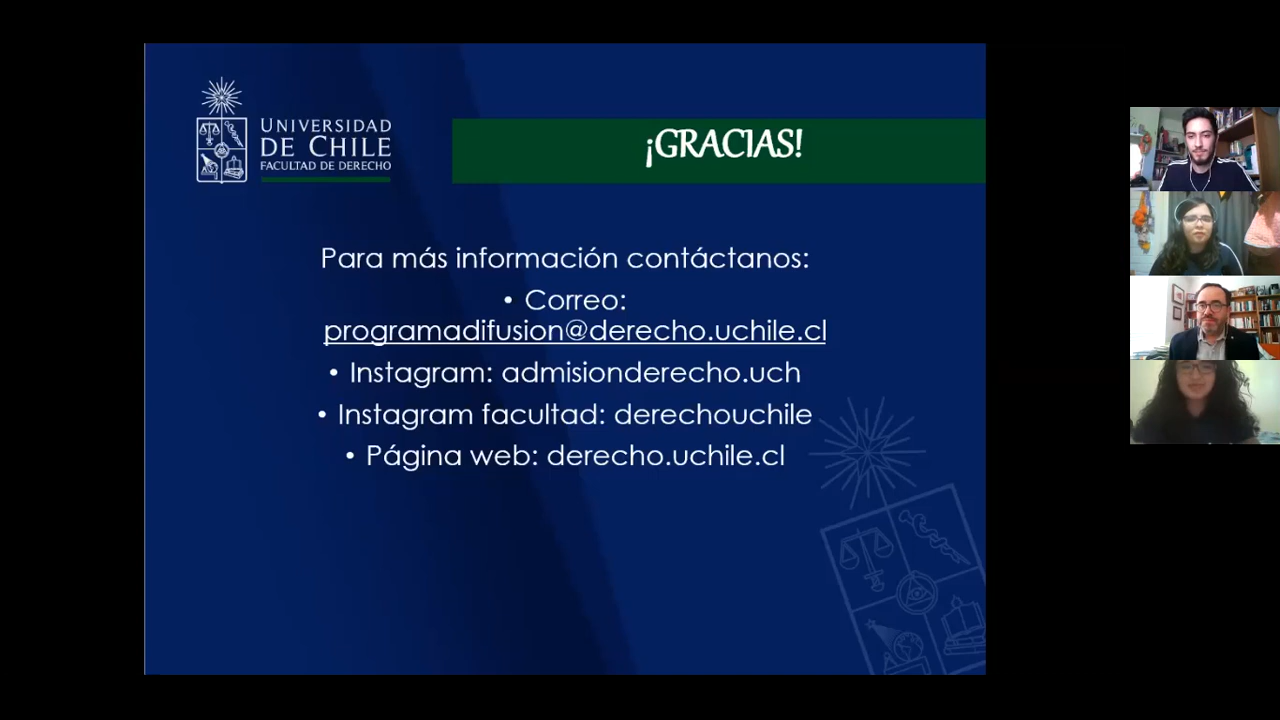 UNIVERSIDAD
DE CHILE
FACULTAD DE DERECHO
¡GRACIAS!
Para más información contáctanos:
• Correo:
programadifusion@derecho.uchile.cl
• Instagram: admisionderecho.uch
• Instagram facultad: derechouchile
• Página web: derecho.uchile.cl